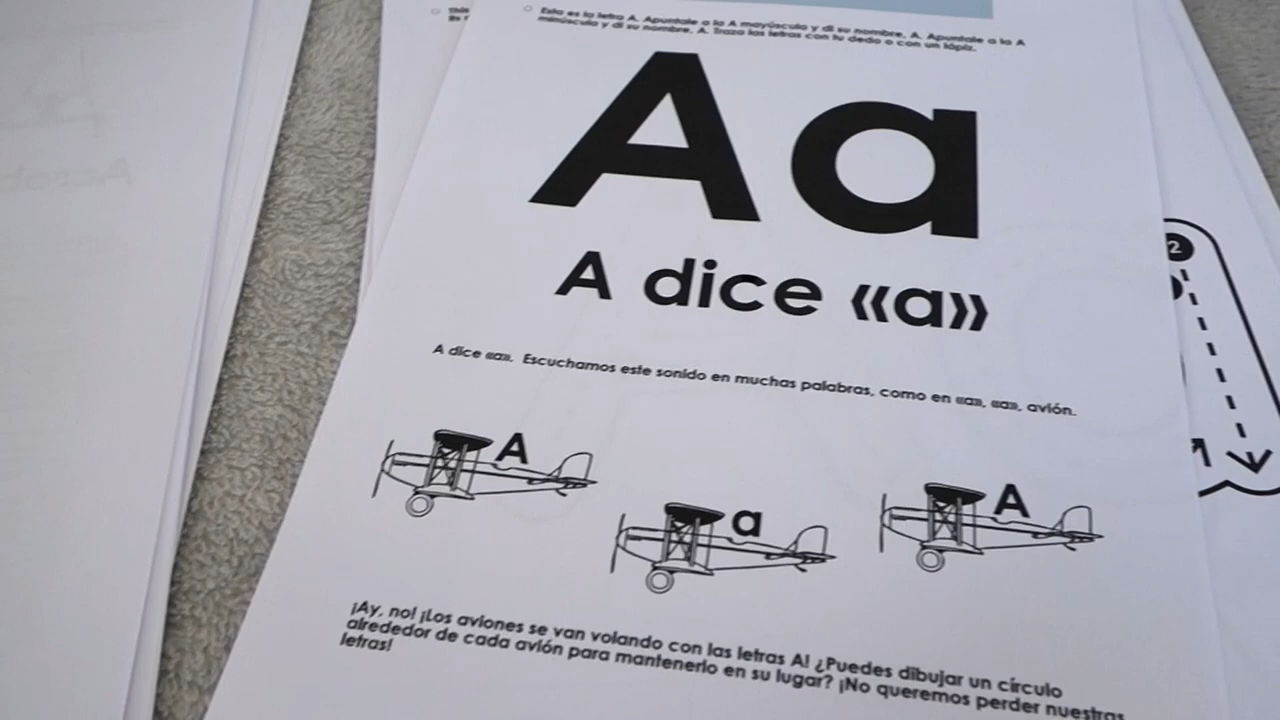 Esta es la letra A. Apuntale a la A mayúscula y di su nombre, A. Apuntale a la A
minúscula y di su nombre, A. Traza las letras con tu dedo o con un lápiz.
Aa
A dice «a»
A dice «a». Escuchamos este sonido en muchas palabras, como en «a», «a», avión.
A
a
A
¡Ay, no! ¡Los aviones se van volando con las letras A! ¿Puedes dibujar un círculo
alrededor de cada avión para mantenerlo en su lugar? ¡No queremos perder nuestras
letras!
2